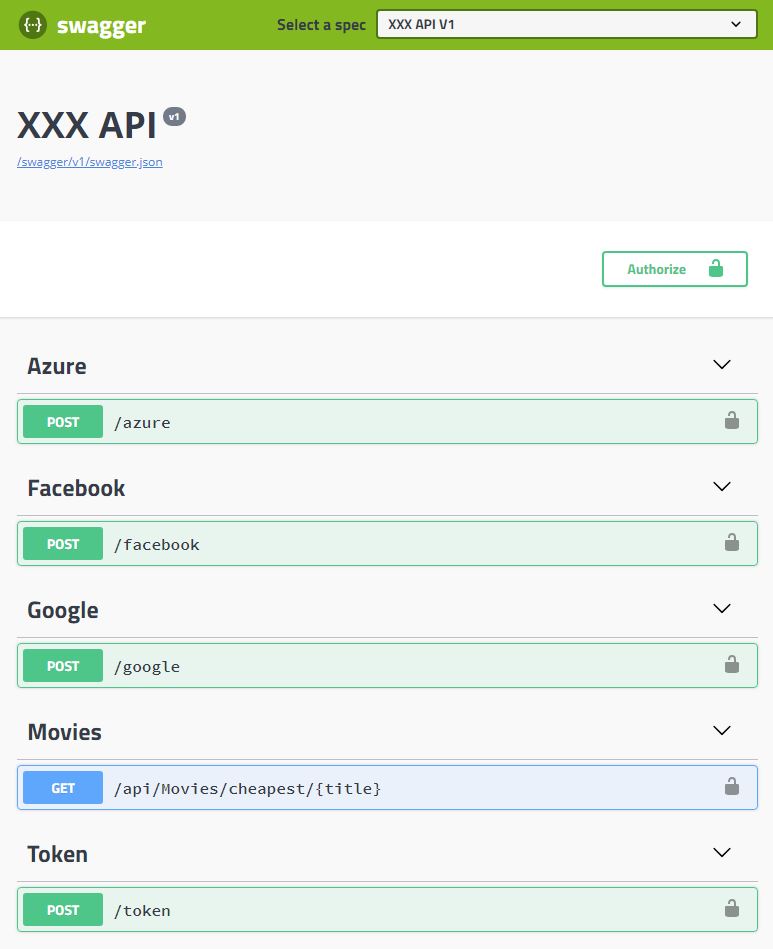 {···} swagger Select a spec XXX API V1
XXX API v1
/swagger/v1/swagger.json
Authorize
Azure
POST /azure
Facebook
POST /facebook
Google
POST /google
Movies
GET /api/Movies/cheapest/{title}
Token
POST /token